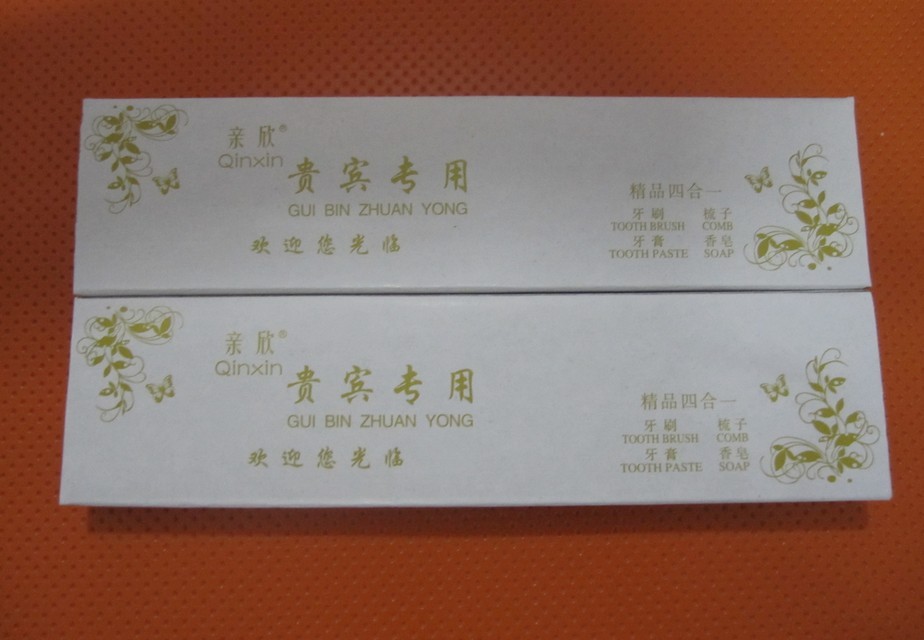 亲欣®
Qinxin
贵宾专用
GUI BIN ZHUAN YONG
欢迎您光临
精品四合一
牙刷 梳子
TOOTH BRUSH COMB
牙膏 香皂
TOOTH PASTE SOAP
亲欣®
Qinxin
贵宾专用
GUI BIN ZHUAN YONG
欢迎您光临
精品四合一
牙刷 梳子
TOOTH BRUSH COMB
牙膏 香皂
TOOTH PASTE SOAP